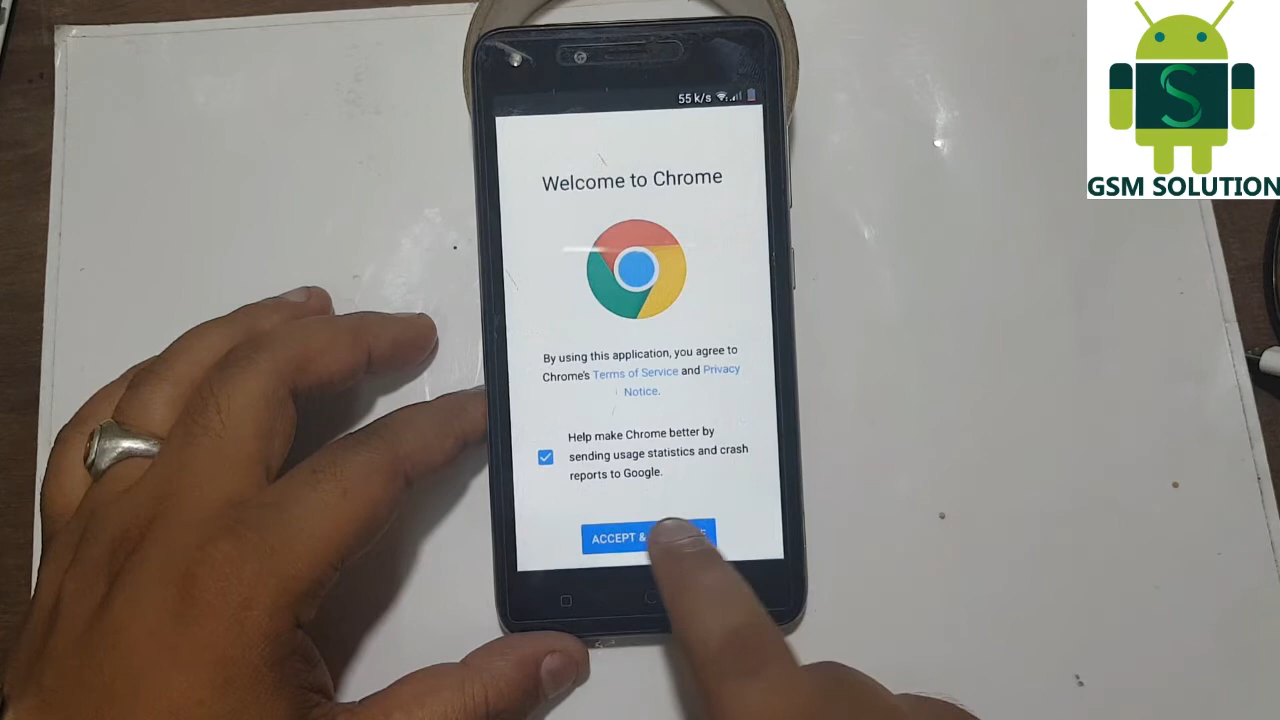 55 k/s
Welcome to Chrome
By using this application, you agree to
Chrome's Terms of Service and Privacy
Notice.
Help make Chrome better by
sending usage statistics and crash
reports to Google.
ACCEPT &
S
GSM SOLUTION